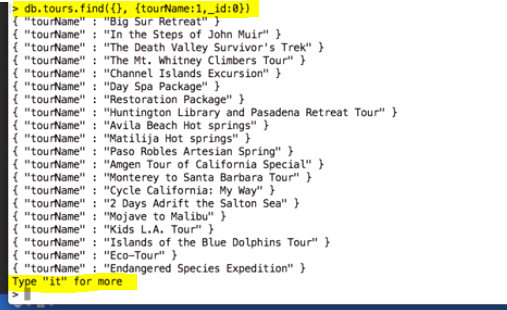 > db.tours.find({}, {tourName:1,_id:0})
{ "tourName" : "Big Sur Retreat" }
{ "tourName" : "In the Steps of John Muir" }
{ "tourName" : "The Death Valley Survivor's Trek" }
{ "tourName" : "The Mt. Whitney Climbers Tour" }
{ "tourName" : "Channel Islands Excursion" }
{ "tourName" : "Day Spa Package" }
{ "tourName" : "Restoration Package" }
{ "tourName" : "Huntington Library and Pasadena Retreat Tour" }
{ "tourName" : "Avila Beach Hot springs" }
{ "tourName" : "Matilija Hot springs" }
{ "tourName" : "Paso Robles Artesian Spring" }
{ "tourName" : "Amgen Tour of California Special" }
{ "tourName" : "Monterey to Santa Barbara Tour" }
{ "tourName" : "Cycle California: My Way" }
{ "tourName" : "2 Days Adrift the Salton Sea" }
{ "tourName" : "Mojave to Malibu" }
{ "tourName" : "Kids L.A. Tour" }
{ "tourName" : "Islands of the Blue Dolphins Tour" }
{ "tourName" : "Eco-Tour" }
{ "tourName" : "Endangered Species Expedition" }
Type "it" for more
>